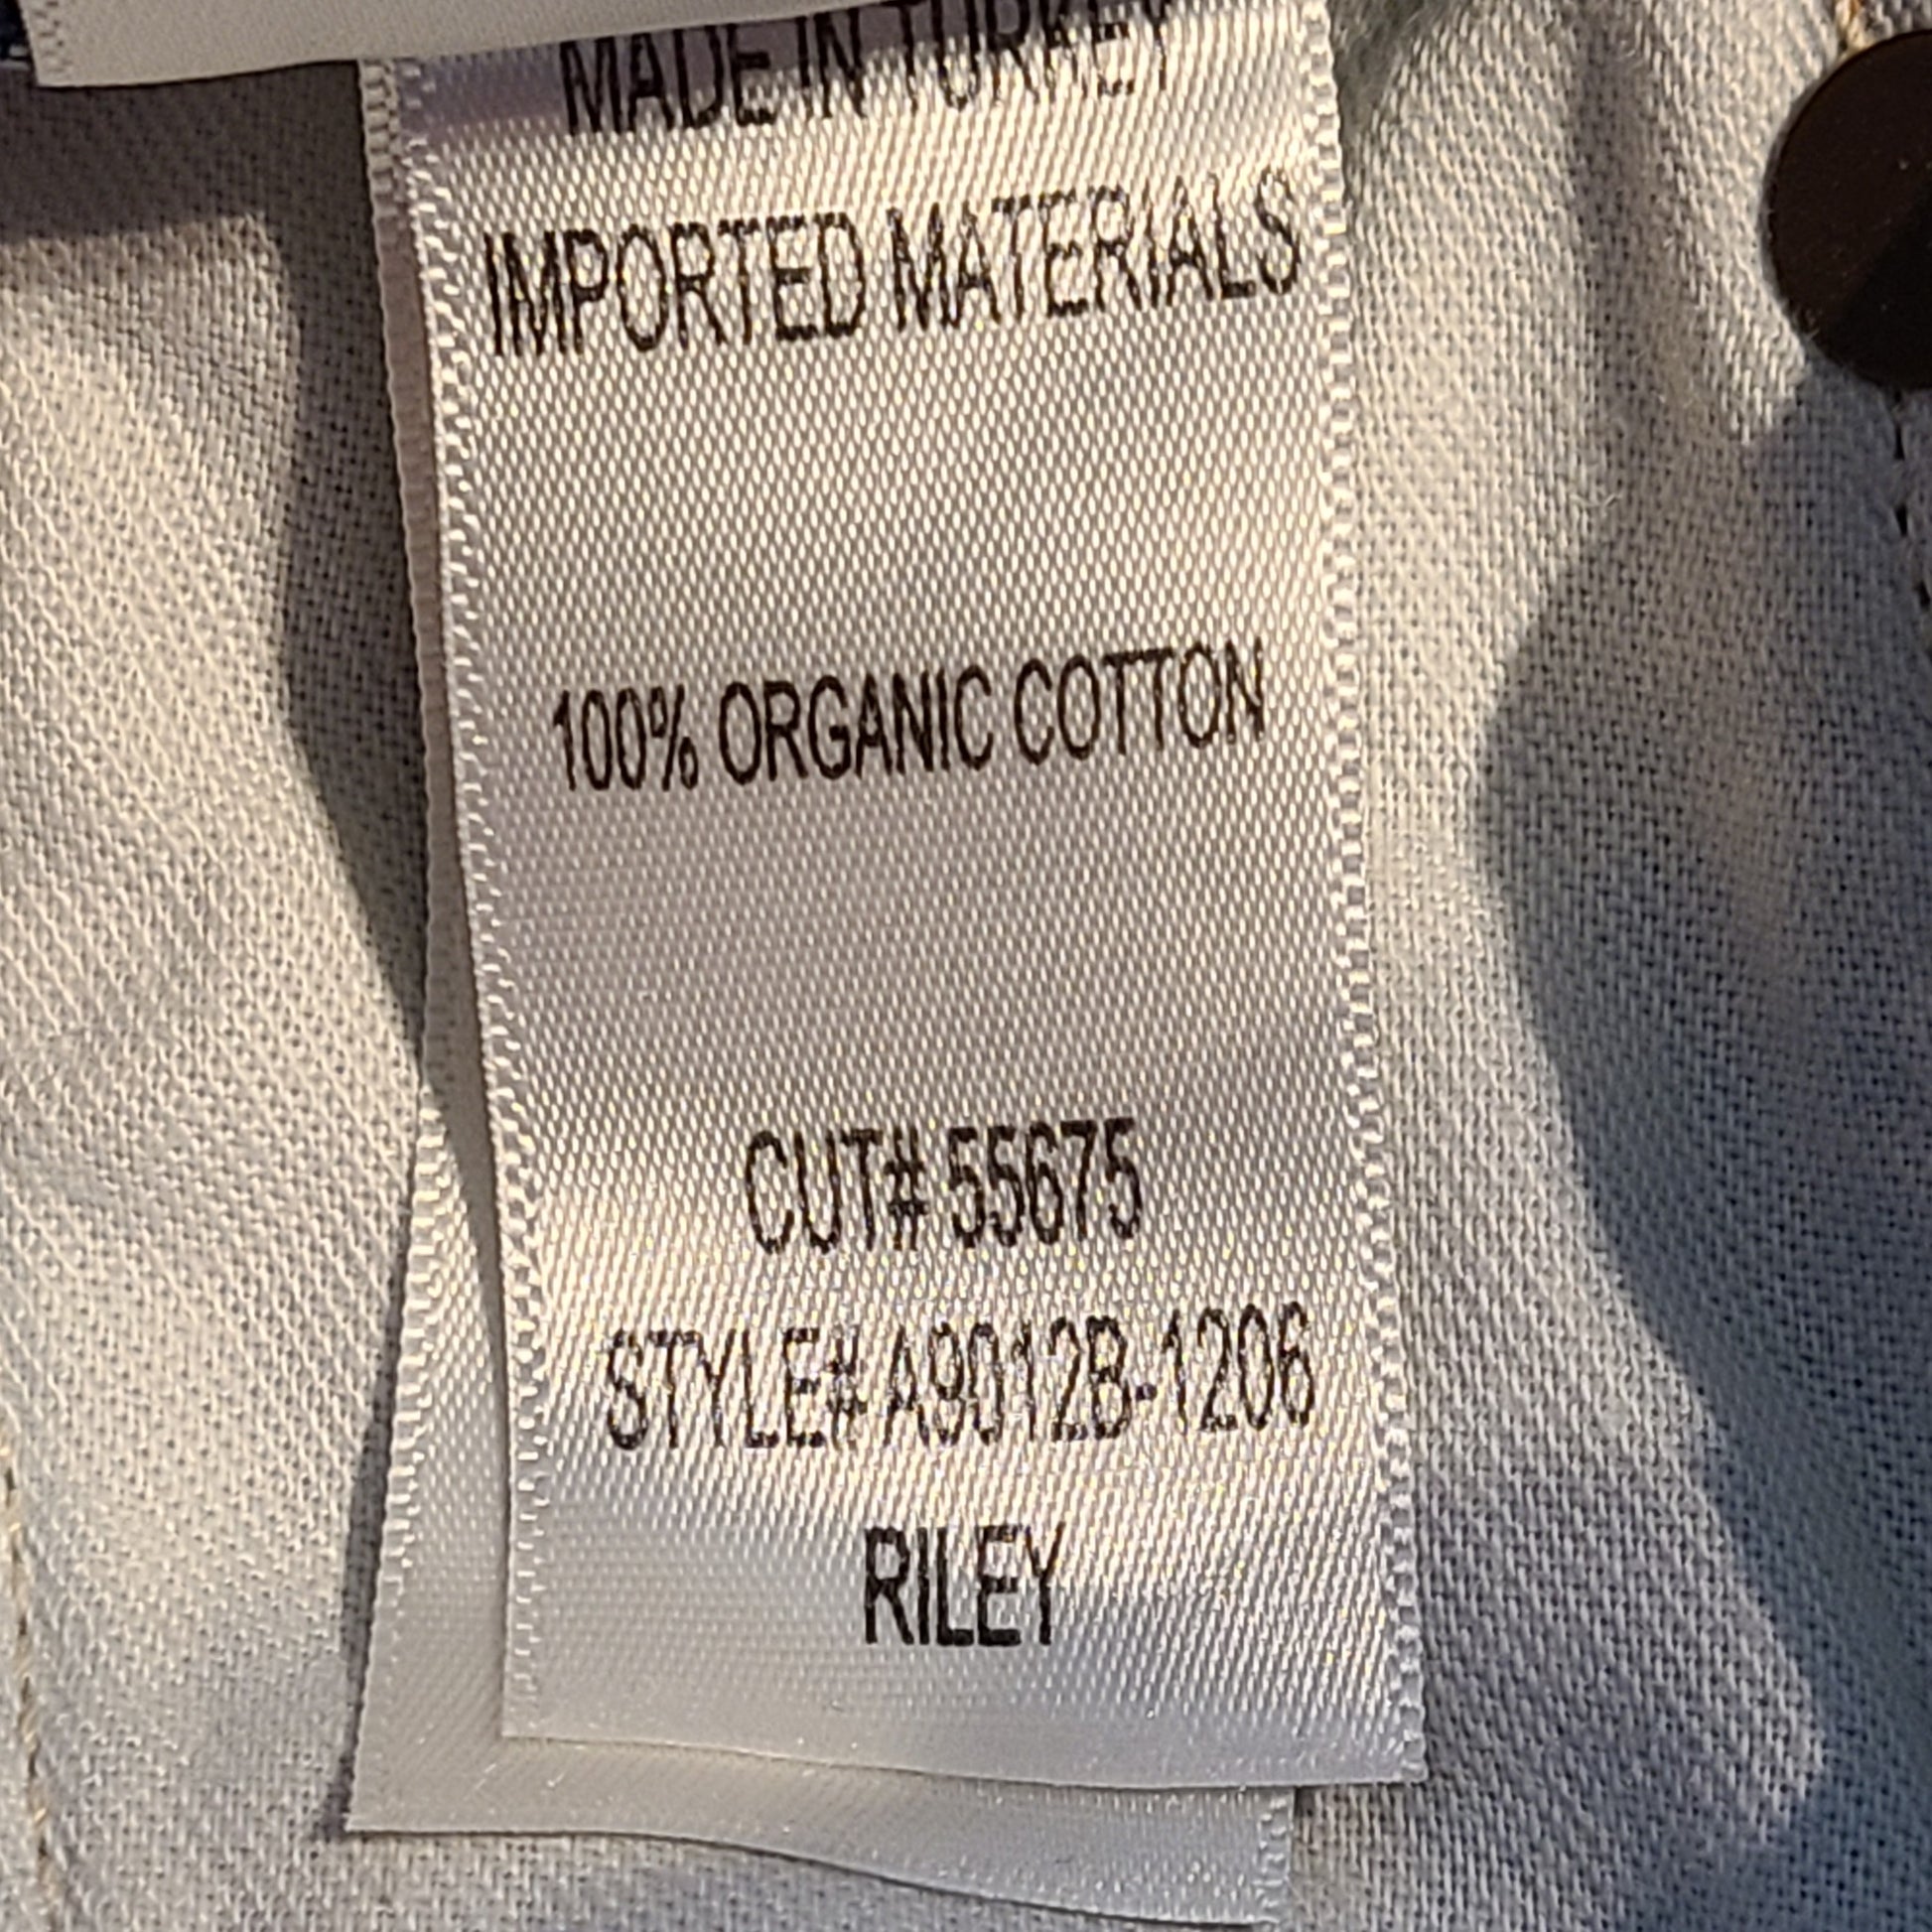 MADE IN TURKEY
IMPORTED MATERIALS
100% ORGANIC COTTON
CUT# 55675
STYLE# A9012B-1206
RILEY